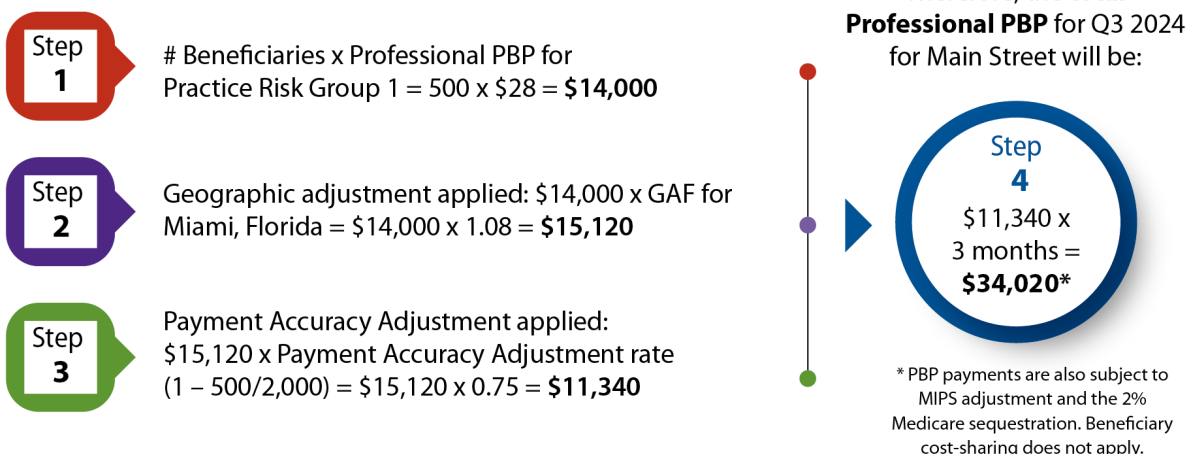 Step
1
# Beneficiaries x Professional PBP for
Practice Risk Group 1 = 500 x $28 = $14,000
Step
2
Geographic adjustment applied: $14,000 x GAF for
Miami, Florida = $14,000 x 1.08 = $15,120
Step
3
Payment Accuracy Adjustment applied:
$15,120 x Payment Accuracy Adjustment rate
(1 – 500/2,000) = $15,120 x 0.75 = $11,340
Professional PBP for Q3 2024
for Main Street will be:
Step
4
$11,340 x
3 months =
$34,020*
* PBP payments are also subject to
MIPS adjustment and the 2%
Medicare sequestration. Beneficiary
cost-sharing does not apply.